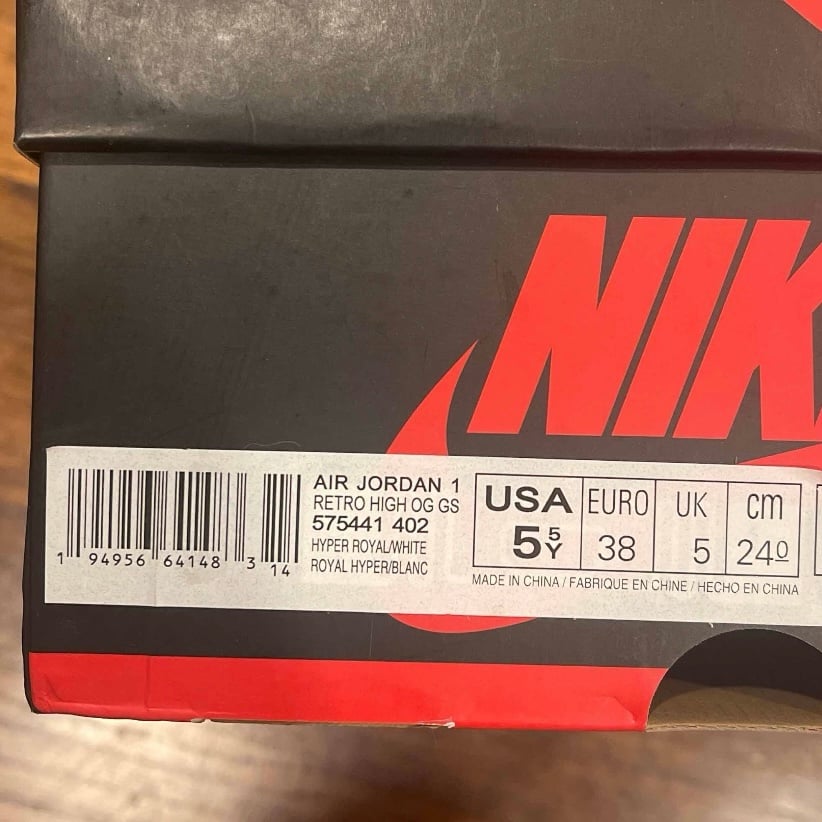 NIK
AIR JORDAN 1
RETRO HIGH OG GS
575441 402
HYPER ROYAL/WHITE
ROYAL HYPER/BLANC
1 94956 64148 3 14
USA EURO UK cm
5 5 Y 38 5 24 0
MADE IN CHINA / FABRIQUE EN CHINE / HECHO EN CHINA